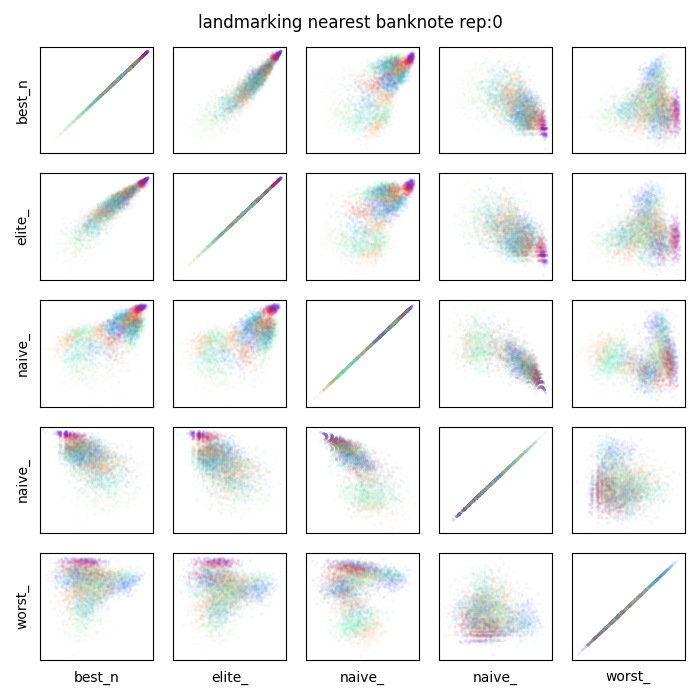 landmarking nearest banknote rep:0
best_n
elite_
naive_
naive_
worst_
best_n
elite_
naive_
naive_
worst_